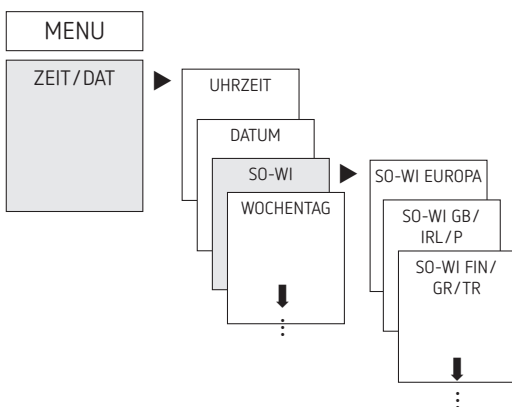 MENU
ZEIT/DAT
UHRZEIT
DATUM
SO-WI
WOCHENTAG
SO-WI EUROPA
SO-WI GB/
IRL/P
SO-WI FIN/
GR/TR